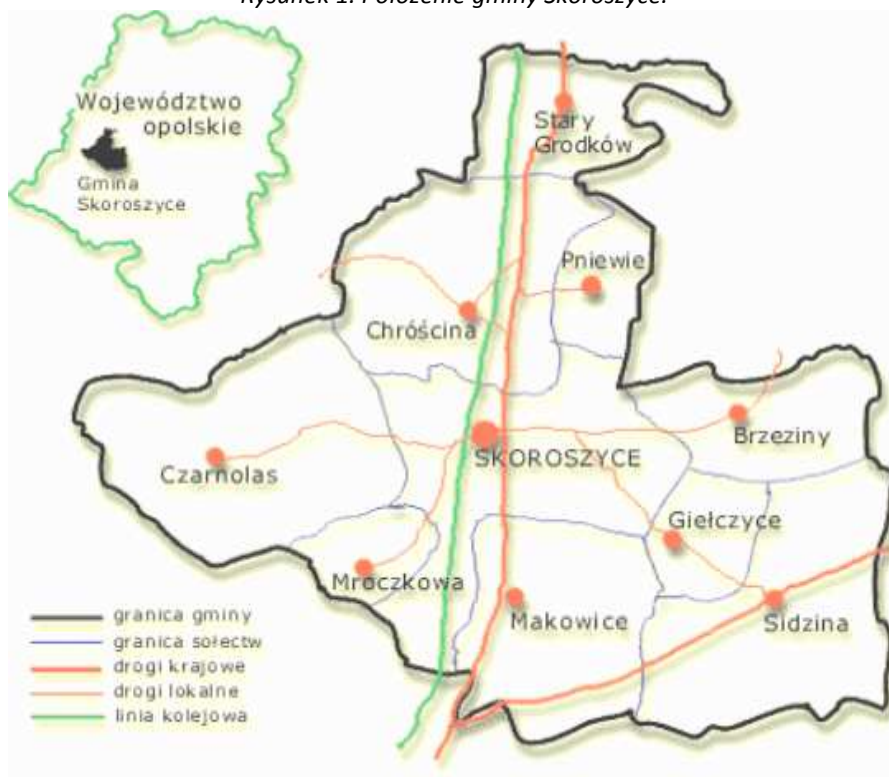 Rysunek 1. Położenie gminy Skoroszyce.
Województwo
opolskie
Gmina
Skoroszyce
Stary
Grodków
Pniewie
Chróścina
Brzeziny
SKOROSZYCE
Czarnolas
Giełczyce
Mroczkowa
Makowice
Sidzina
granica gminy
granica sołectw
drogi krajowe
drogi lokalne
linia kolejowa